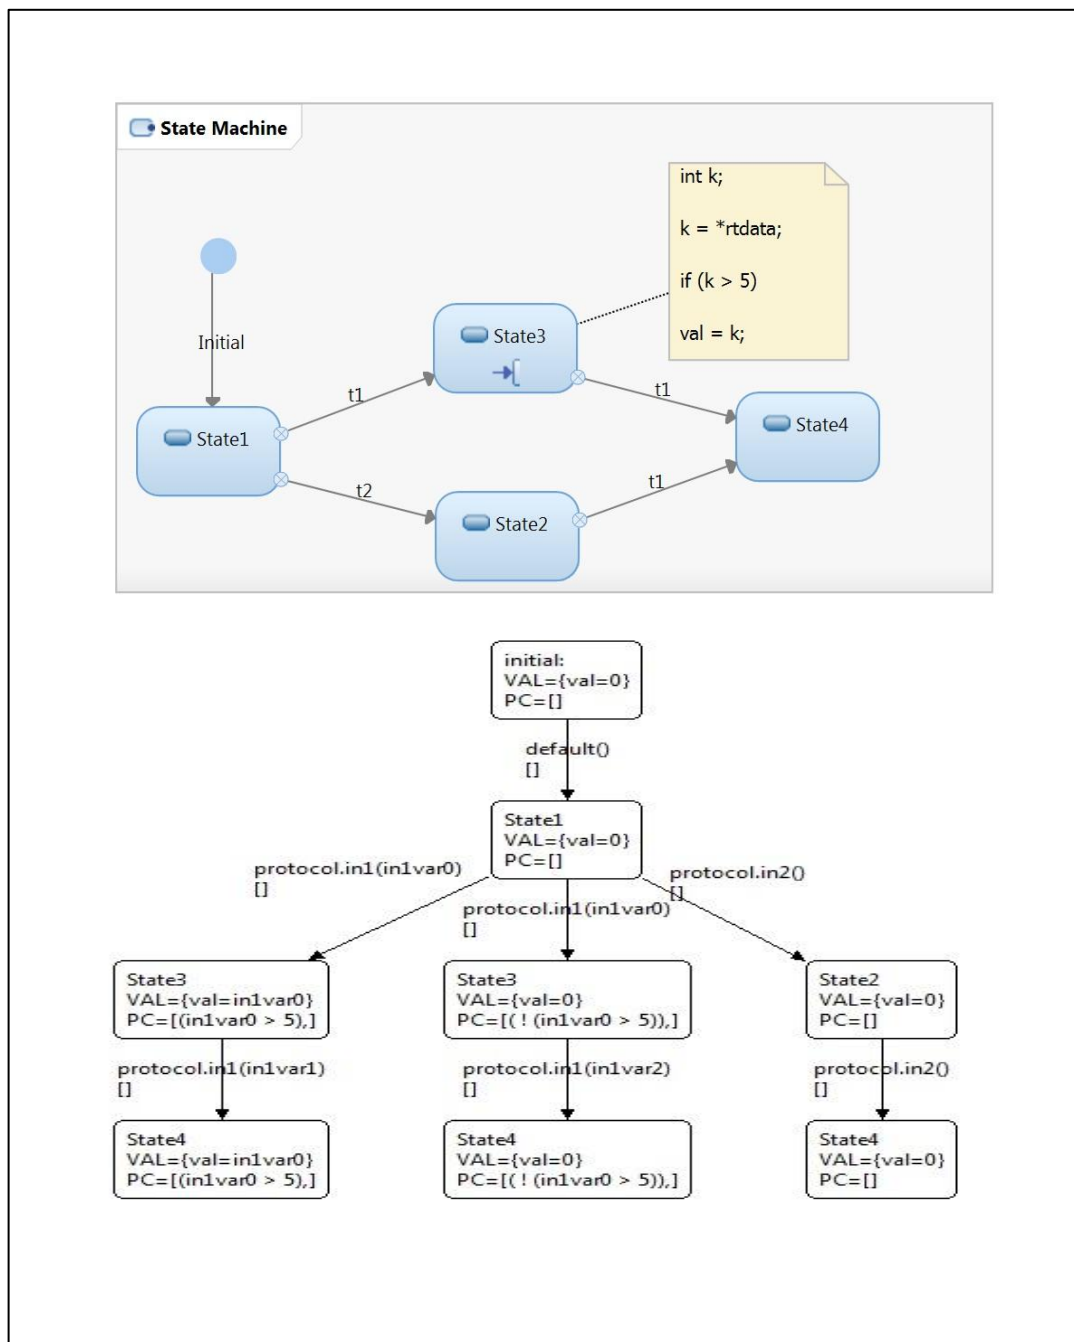 State Machine
int k;
k = *rtdata;
if (k > 5)
val = k;
Initial
State3
t1
t1
State1
State4
t2
t1
State2
initial:
VAL={val=0}
PC=[]
default()
[]
State1
VAL={val=0}
PC=[]
protocol.in1(in1var0)
[]
protocol.in1(in1var0)
[]
protocol.in2()
[]
State3
VAL={val=in1var0}
PC=[(in1var0 > 5),]
State3
VAL={val=0}
PC=[( ! (in1var0 > 5)),]
State2
VAL={val=0}
PC=[]
protocol.in1(in1var1)
[]
protocol.in1(in1var2)
[]
protocol.in2()
[]
State4
VAL={val=in1var0}
PC=[(in1var0 > 5),]
State4
VAL={val=0}
PC=[( ! (in1var0 > 5)),]
State4
VAL={val=0}
PC=[]